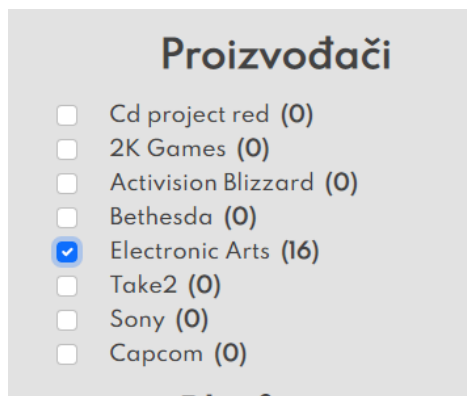 Proizvođači
Cd project red (0)
2K Games (0)
Activision Blizzard (0)
Bethesda (0)
Electronic Arts (16)
Take2 (0)
Sony (0)
Capcom (0)